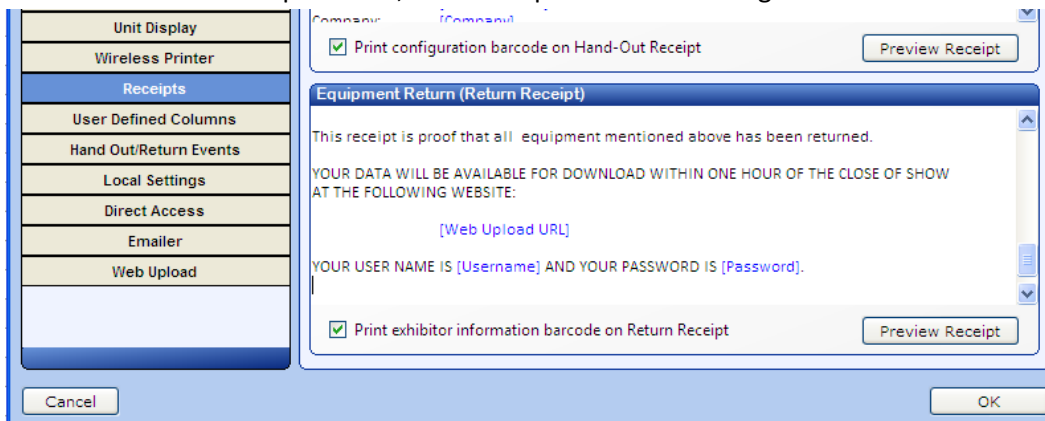 Unit Display
Wireless Printer
Receipts
User Defined Columns
Hand Out/Return Events
Local Settings
Direct Access
Emailer
Web Upload
Company: [Company]
Print configuration barcode on Hand-Out Receipt
Preview Receipt
Equipment Return (Return Receipt)
This receipt is proof that all equipment mentioned above has been returned.
YOUR DATA WILL BE AVAILABLE FOR DOWNLOAD WITHIN ONE HOUR OF THE CLOSE OF SHOW
AT THE FOLLOWING WEBSITE:
[Web Upload URL]
YOUR USER NAME IS [Username] AND YOUR PASSWORD IS [Password].
Print exhibitor information barcode on Return Receipt
Preview Receipt
Cancel
OK